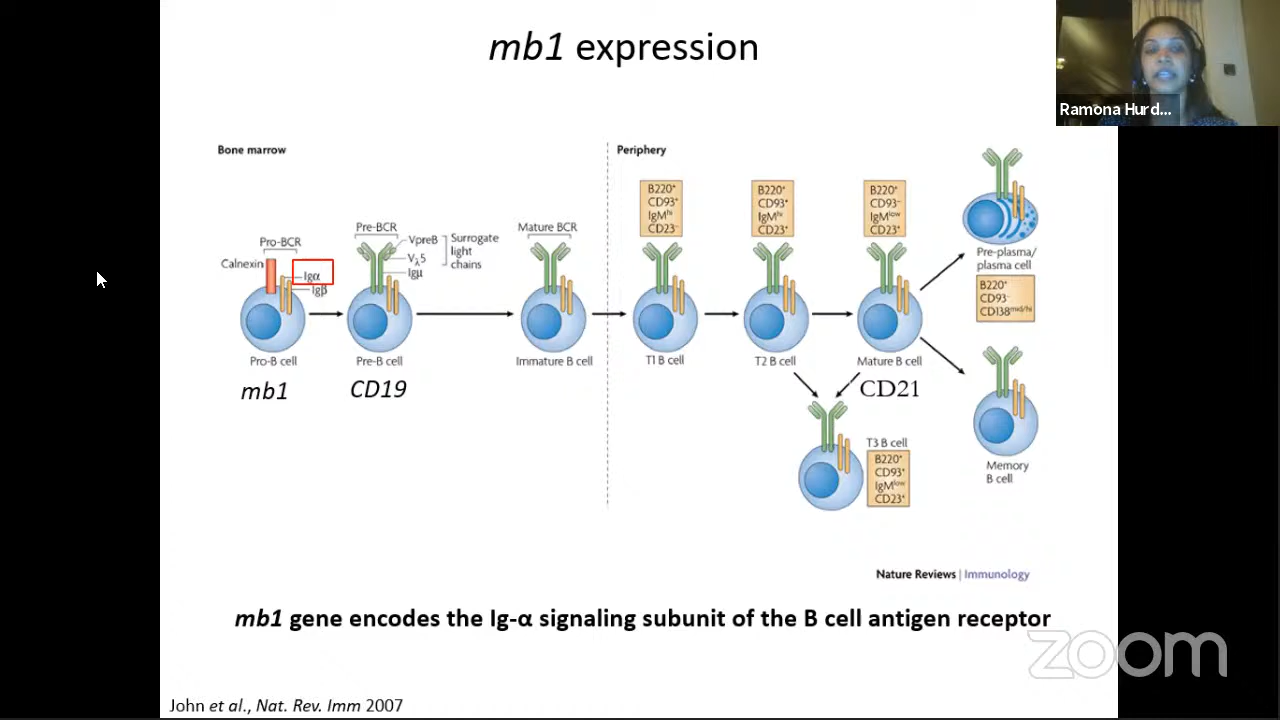 mb1 expression
Ramona Hurd...
Bone marrow
Periphery
Pro-BCR
Calnexin
Igα
Igβ
Pre-BCR
VpreB
Vλ5
Igμ
Surrogate
light
chains
Mature BCR
B220⁺
CD93⁺
IgMʰⁱ
CD23⁻
B220⁺
CD93⁺
IgMʰⁱ
CD23⁺
B220⁺
CD93⁻
IgMˡᵒʷ
CD23⁺
Pre-plasma/
plasma cell
B220⁺
CD93⁻
CD138ᵐⁱᵈ/ʰⁱ
Pro-B cell
Pre-B cell
Immature B cell
T1 B cell
T2 B cell
Mature B cell
mb1
CD19
CD21
T3 B cell
B220⁺
CD93⁺
IgMˡᵒʷ
CD23⁺
Memory
B cell
Nature Reviews | Immunology
mb1 gene encodes the Ig-α signaling subunit of the B cell antigen receptor
zoom
John et al., Nat. Rev. Imm 2007